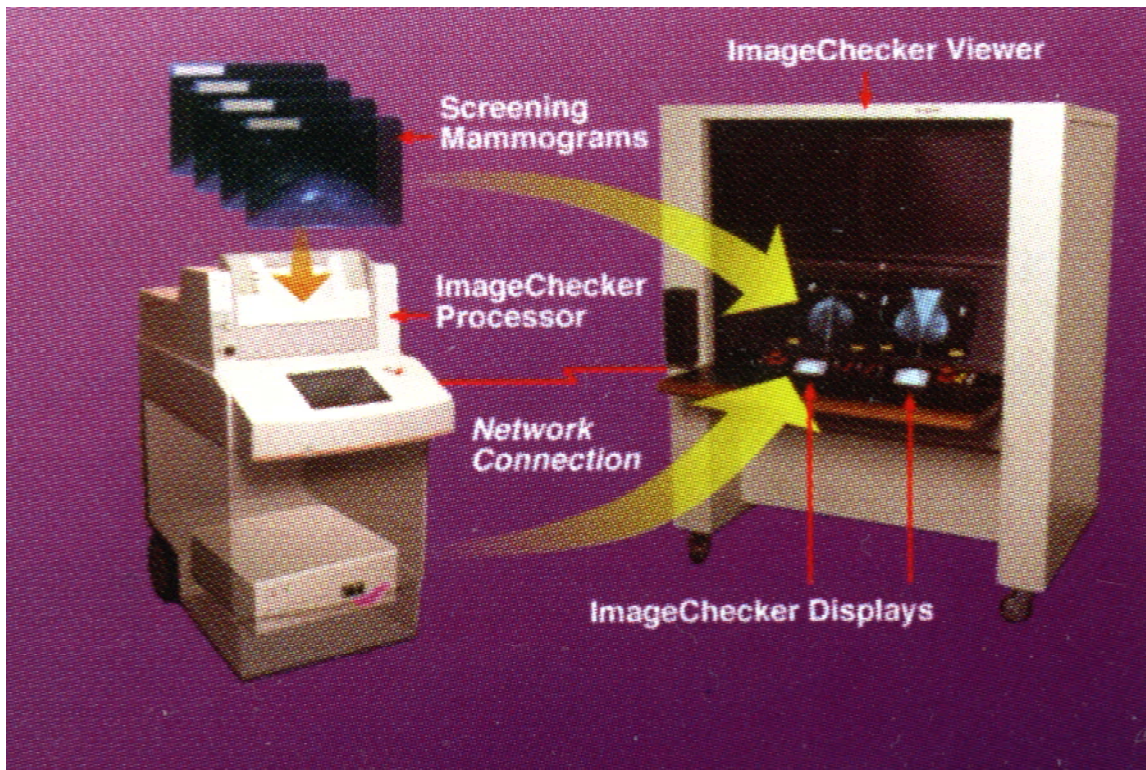 ImageChecker Viewer
Screening
Mammograms
ImageChecker
Processor
Network
Connection
ImageChecker Displays